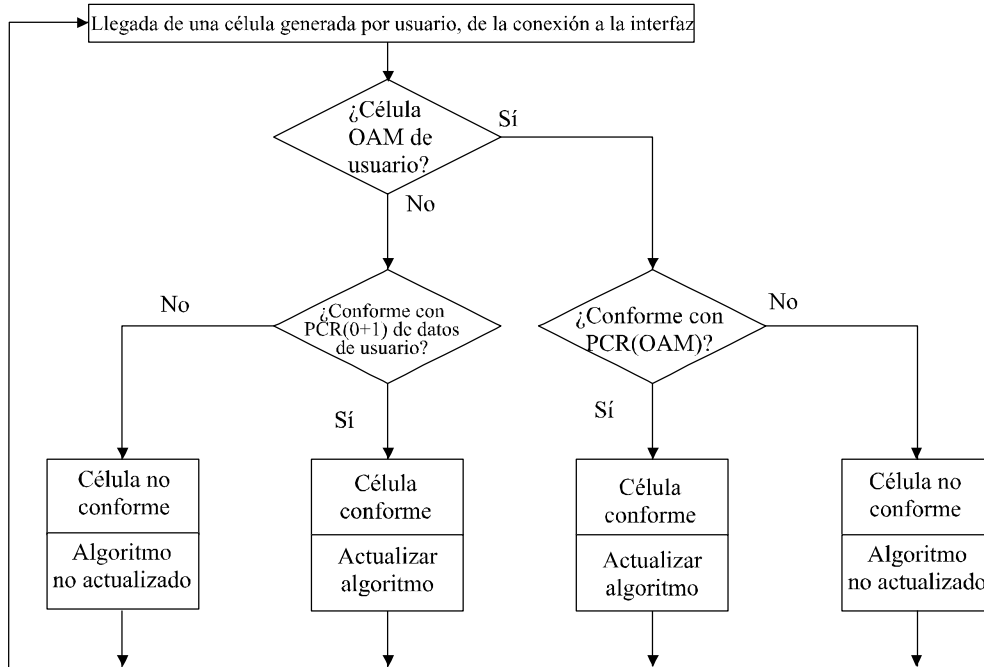 Llegada de una célula generada por usuario, de la conexión a la interfaz
¿Célula
OAM de
usuario?
Sí
No
No
¿Conforme con
PCR(0+1) de datos
de usuario?
¿Conforme con
PCR(OAM)?
No
Sí
Sí
Célula no
conforme
Algoritmo
no actualizado
Célula
conforme
Actualizar
algoritmo
Célula
conforme
Actualizar
algoritmo
Célula no
conforme
Algoritmo
no actualizado